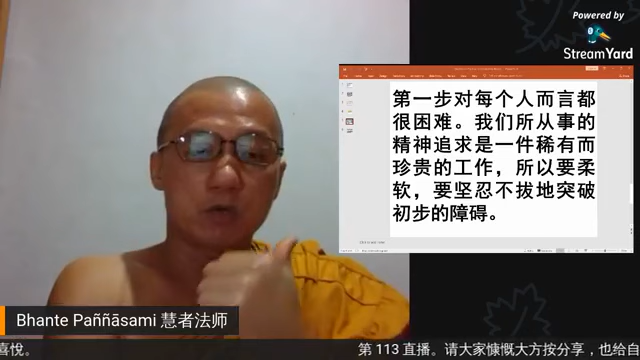 Powered by
StreamYard
第一步对每个人而言都
很困难。我们所从事的
精神追求是一件稀有而
珍贵的工作，所以要柔
软，要坚忍不拔地突破
初步的障碍。
Bhante Paññāsami 慧者法师
喜悅。
第 113 直播。请大家慷慨大方按分享，也给自